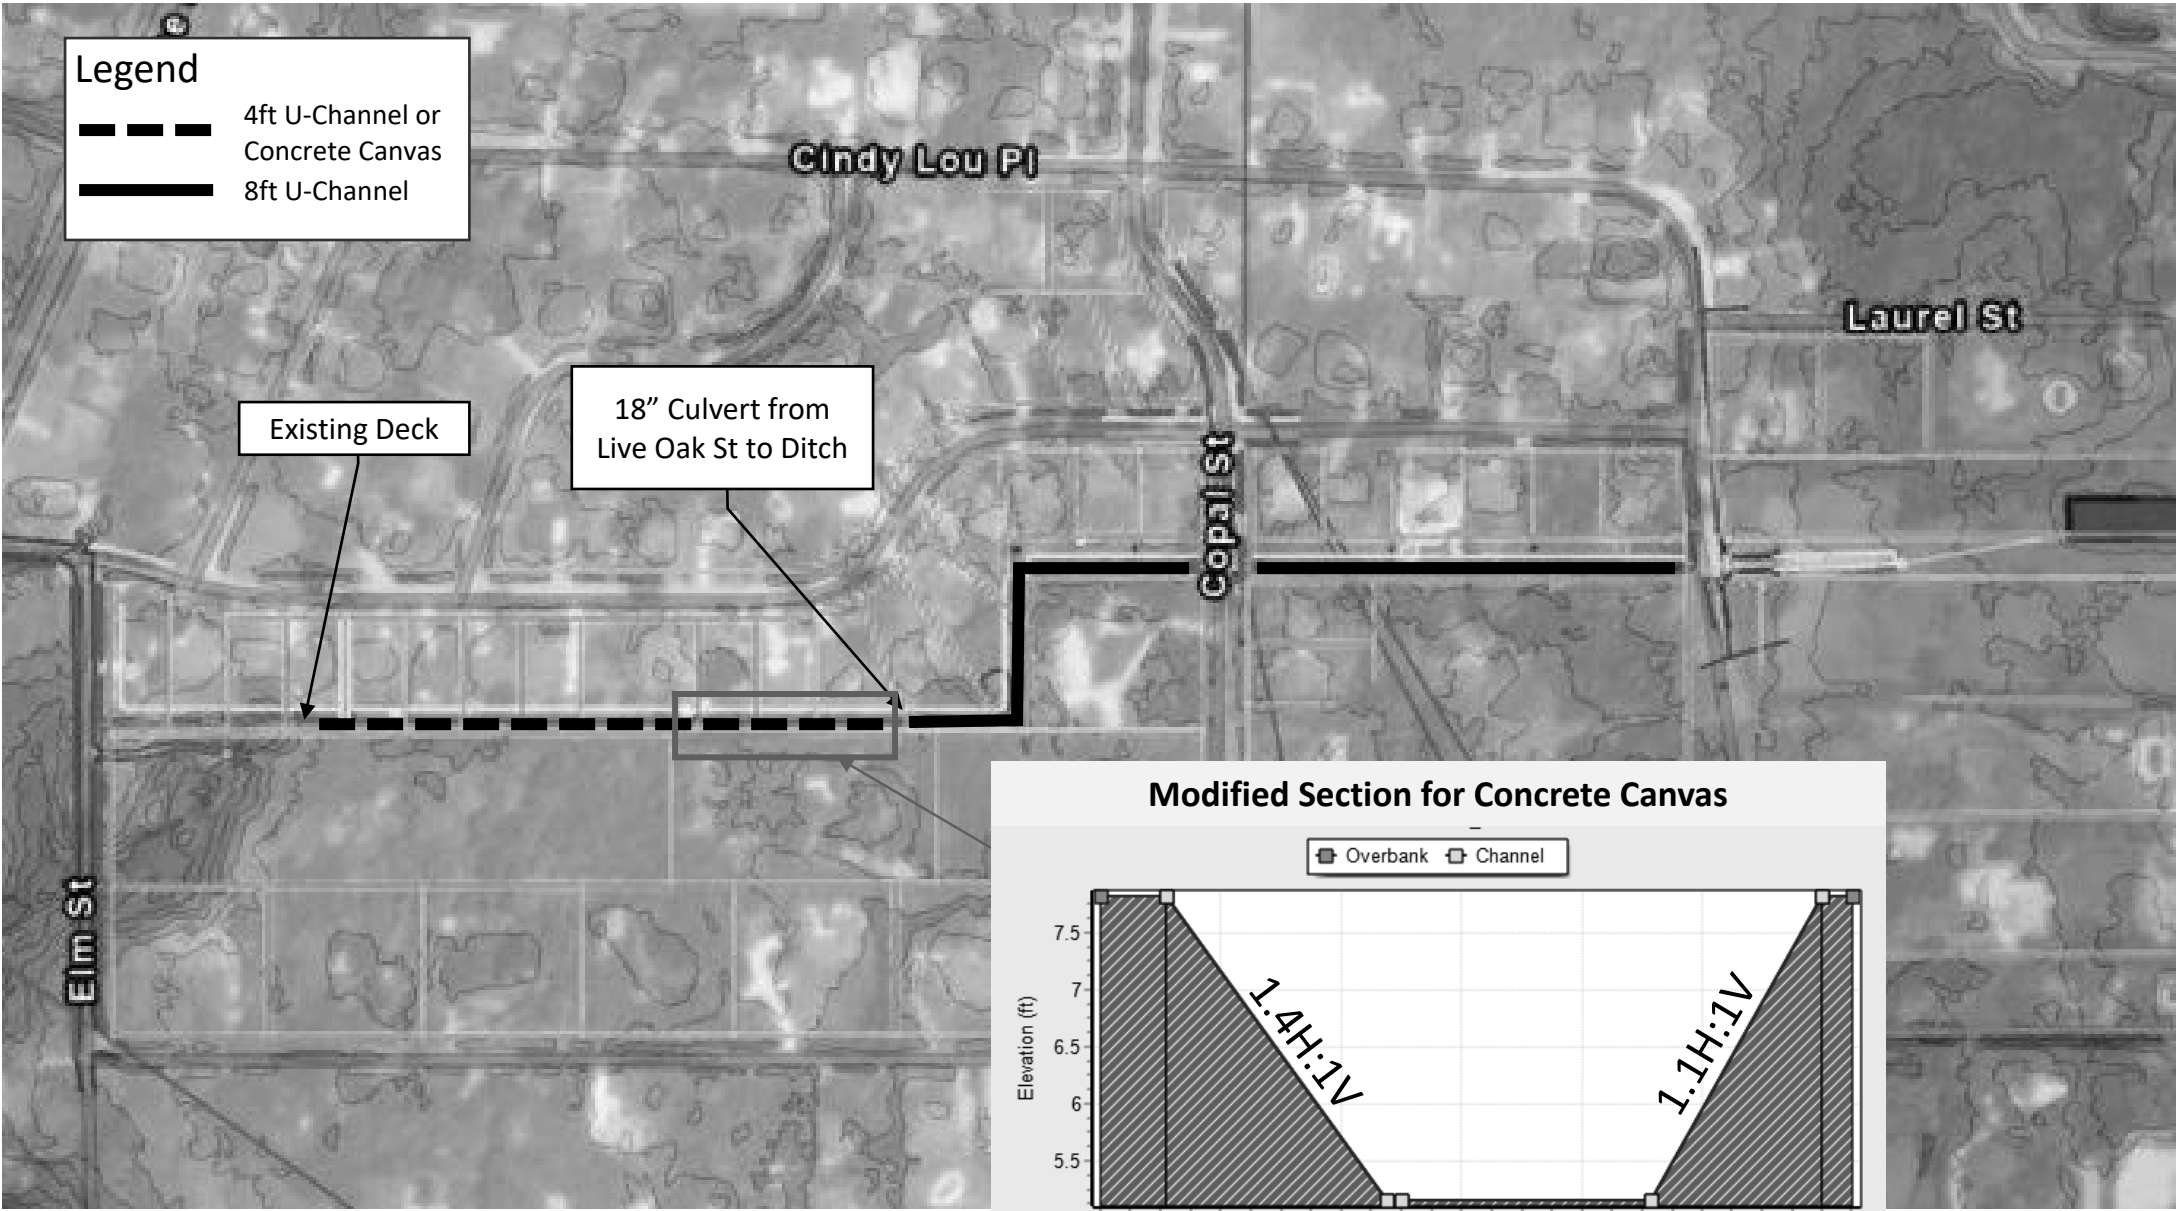 e
Legend
4ft U-Channel or
Concrete Canvas
8ft U-Channel
Cindy Lou Pl
Laurel St
Existing Deck
18” Culvert from
Live Oak St to Ditch
Copal St
Elm St
Modified Section for Concrete Canvas
Overbank
Channel
7.5
7
6.5
6
5.5
Elevation (ft)
1.4H:1V
1.1H:1V